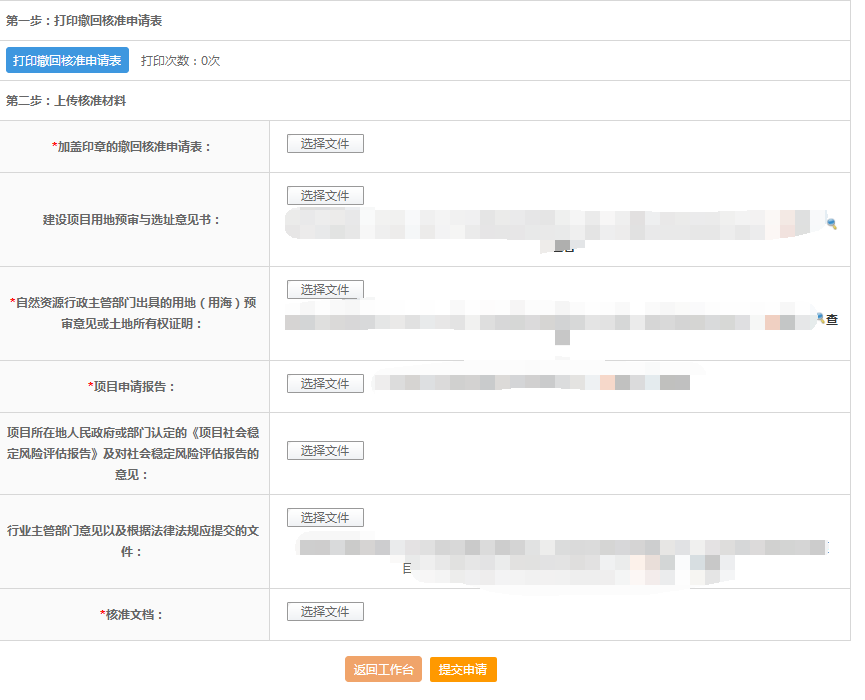 第一步：打印撤回核准申请表
打印撤回核准申请表 打印次数：0次
第二步：上传核准材料
*加盖印章的撤回核准申请表：
选择文件
建设项目用地预审与选址意见书：
选择文件
*自然资源行政主管部门出具的用地（用海）预
审意见或土地所有权证明：
选择文件
查
*项目申请报告：
选择文件
项目所在地人民政府或部门认定的《项目社会稳
定风险评估报告》及对社会稳定风险评估报告的
意见：
选择文件
行业主管部门意见以及根据法律法规应提交的文
件：
选择文件
*核准文档：
选择文件
返回工作台 提交申请